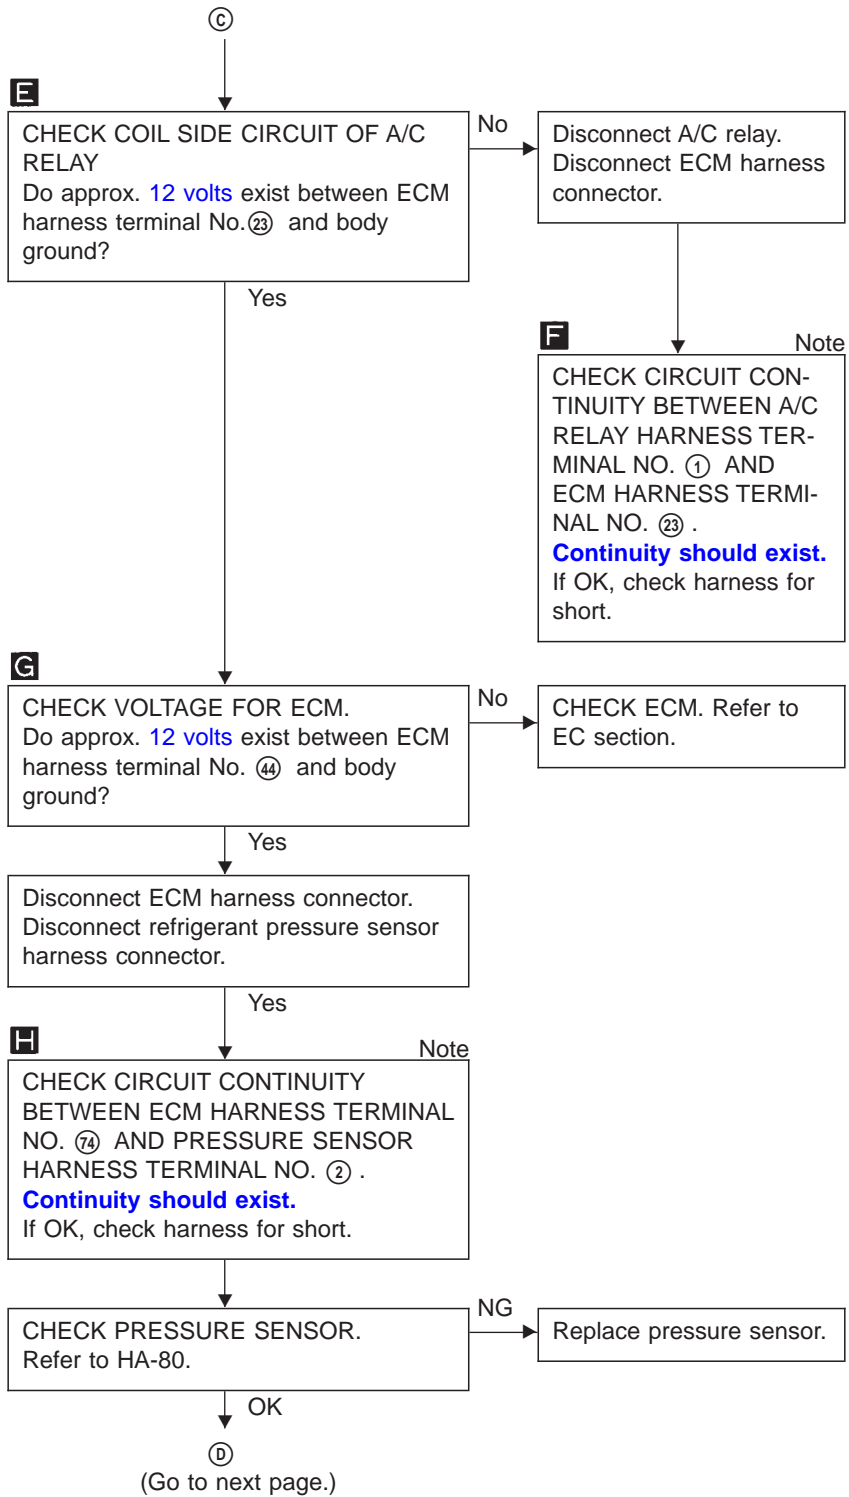 Ⓒ
E
CHECK COIL SIDE CIRCUIT OF A/C
RELAY
Do approx. 12 volts exist between ECM
harness terminal No.㉓ and body
ground?
No
Disconnect A/C relay.
Disconnect ECM harness
connector.
Yes
F
Note
CHECK CIRCUIT CON-
TINUITY BETWEEN A/C
RELAY HARNESS TER-
MINAL NO. ① AND
ECM HARNESS TERMI-
NAL NO. ㉓ .
Continuity should exist.
If OK, check harness for
short.
G
CHECK VOLTAGE FOR ECM.
Do approx. 12 volts exist between ECM
harness terminal No. ㊹ and body
ground?
No
CHECK ECM. Refer to
EC section.
Yes
Disconnect ECM harness connector.
Disconnect refrigerant pressure sensor
harness connector.
Yes
H
Note
CHECK CIRCUIT CONTINUITY
BETWEEN ECM HARNESS TERMINAL
NO. 74 AND PRESSURE SENSOR
HARNESS TERMINAL NO. ② .
Continuity should exist.
If OK, check harness for short.
CHECK PRESSURE SENSOR.
Refer to HA-80.
NG
Replace pressure sensor.
OK
Ⓓ
(Go to next page.)